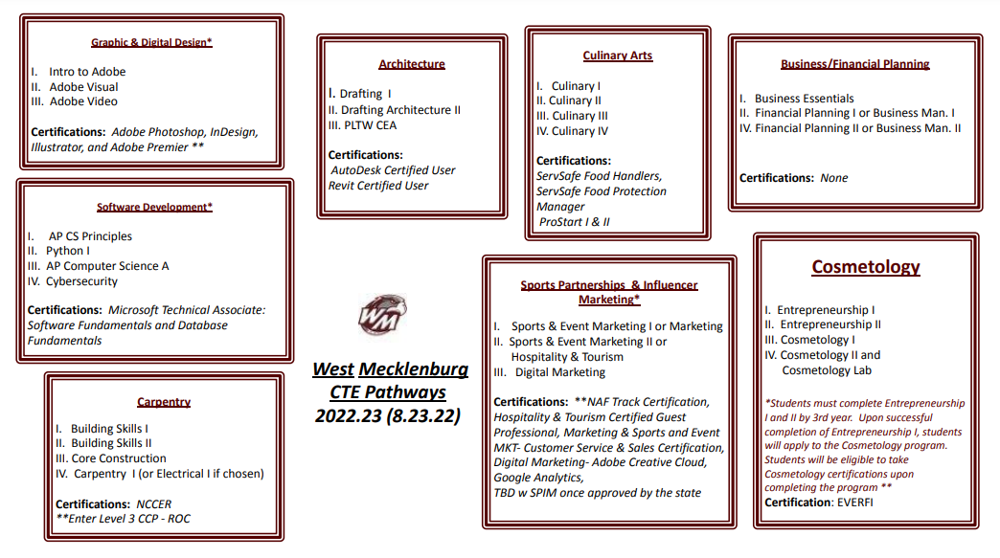 Graphic & Digital Design*
I. Intro to Adobe
II. Adobe Visual
III. Adobe Video
Certifications: Adobe Photoshop, InDesign,
Illustrator, and Adobe Premier **
Software Development*
I. AP CS Principles
II. Python I
III. AP Computer Science A
IV. Cybersecurity
Certifications: Microsoft Technical Associate:
Software Fundamentals and Database
Fundamentals
Carpentry
I. Building Skills I
II. Building Skills II
III. Core Construction
IV. Carpentry I (or Electrical I if chosen)
Certifications: NCCER
**Enter Level 3 CCP - ROC
Architecture
I. Drafting I
II. Drafting Architecture II
III. PLTW CEA
Certifications:
AutoDesk Certified User
Revit Certified User
WM
West Mecklenburg
CTE Pathways
2022.23 (8.23.22)
Culinary Arts
I. Culinary I
II. Culinary II
III. Culinary III
IV. Culinary IV
Certifications:
ServSafe Food Handlers,
ServSafe Food Protection
Manager
ProStart I & II
Sports Partnerships & Influencer
Marketing*
I. Sports & Event Marketing I or Marketing
II. Sports & Event Marketing II or
Hospitality & Tourism
III. Digital Marketing
Certifications: **NAF Track Certification,
Hospitality & Tourism Certified Guest
Professional, Marketing & Sports and Event
MKT- Customer Service & Sales Certification,
Digital Marketing- Adobe Creative Cloud,
Google Analytics,
TBD w SPIM once approved by the state
Business/Financial Planning
I. Business Essentials
II. Financial Planning I or Business Man. I
IV. Financial Planning II or Business Man. II
Certifications: None
Cosmetology
I. Entrepreneurship I
II. Entrepreneurship II
III. Cosmetology I
IV. Cosmetology II and
Cosmetology Lab
*Students must complete Entrepreneurship
I and II by 3rd year. Upon successful
completion of Entrepreneurship I, students
will apply to the Cosmetology program.
Students will be eligible to take
Cosmetology certifications upon
completing the program **
Certification: EVERFI